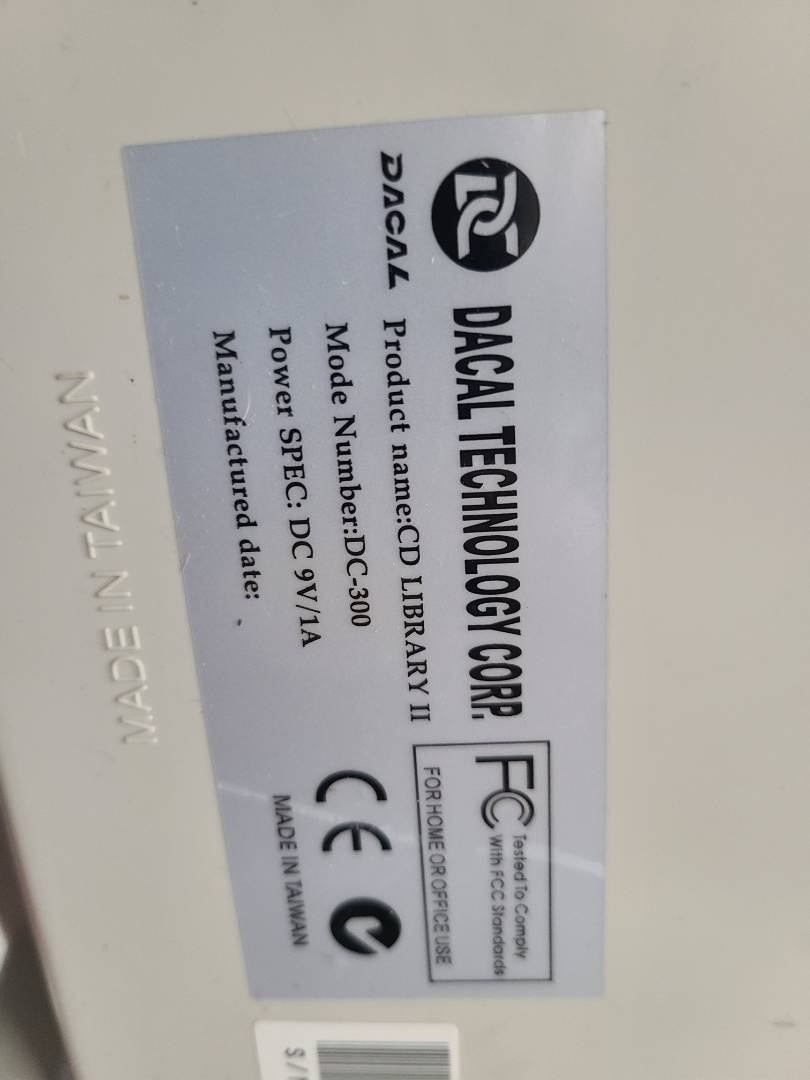 DC DACAL TECHNOLOGY CORP.
DACAL Product name:CD LIBRARY II
Mode Number:DC-300
Power SPEC: DC 9V/1A
Manufactured date:
FC Tested To Comply
With FCC Standards
FOR HOME OR OFFICE USE
CE
MADE IN TAIWAN
MADE IN TAIWAN
S/